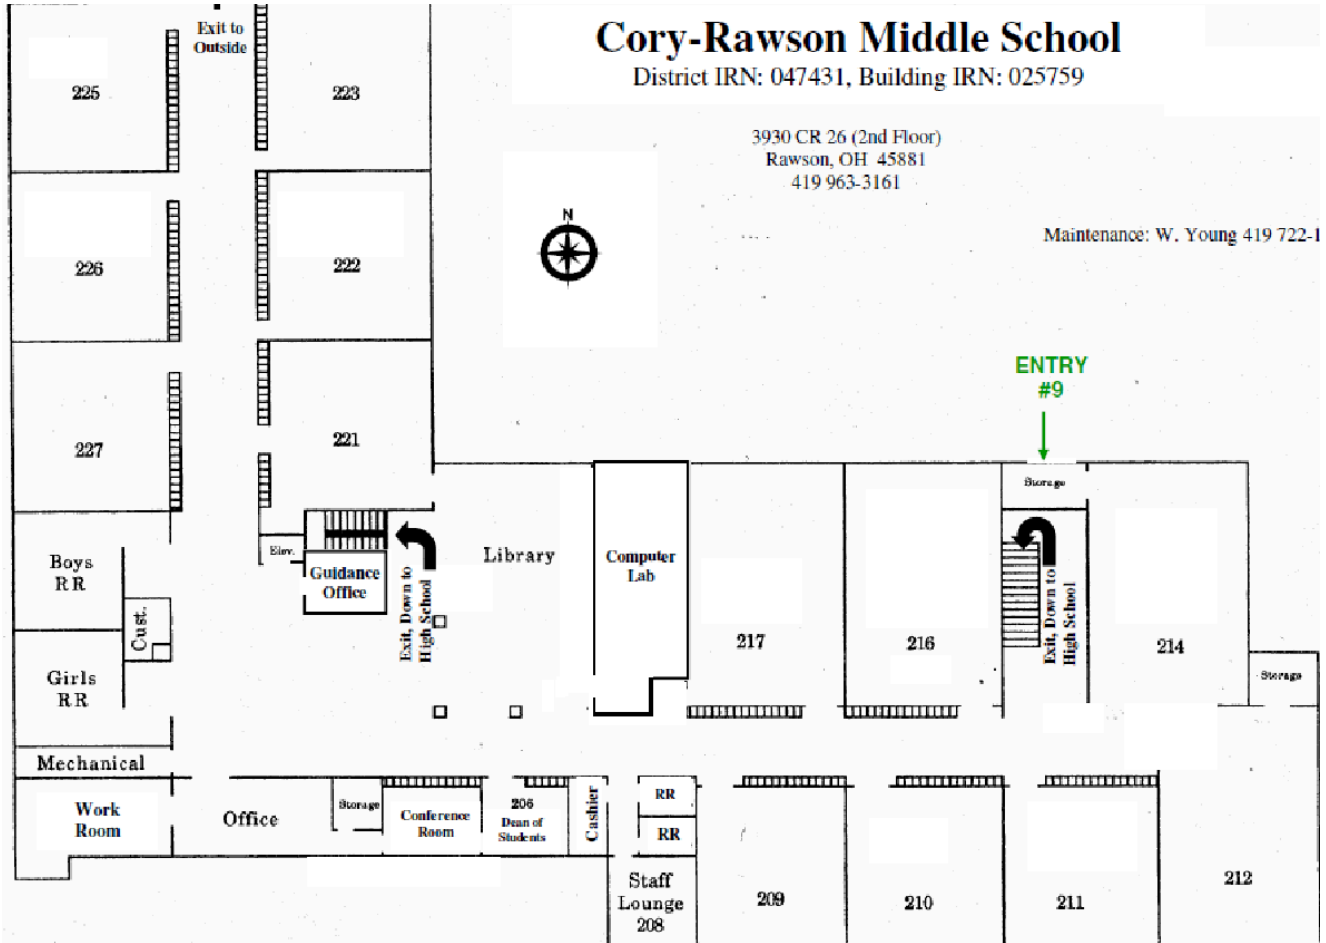 Cory-Rawson Middle School
District IRN: 047431, Building IRN: 025759
3930 CR 26 (2nd Floor)
Rawson, OH 45881
419 963-3161
Maintenance: W. Young 419 722-1
N
ENTRY
#9
Exit to
Outside
225
223
226
222
227
221
Elev.
Guidance
Office
Exit, Down to
High School
Library
Computer
Lab
217
216
Storage
Exit, Down to
High School
214
Storage
Boys
RR
Cust.
Girls
RR
Mechanical
Work
Room
Office
Storage
Conference
Room
206
Dean of
Students
Cashier
RR
RR
Staff
Lounge
208
209
210
211
212